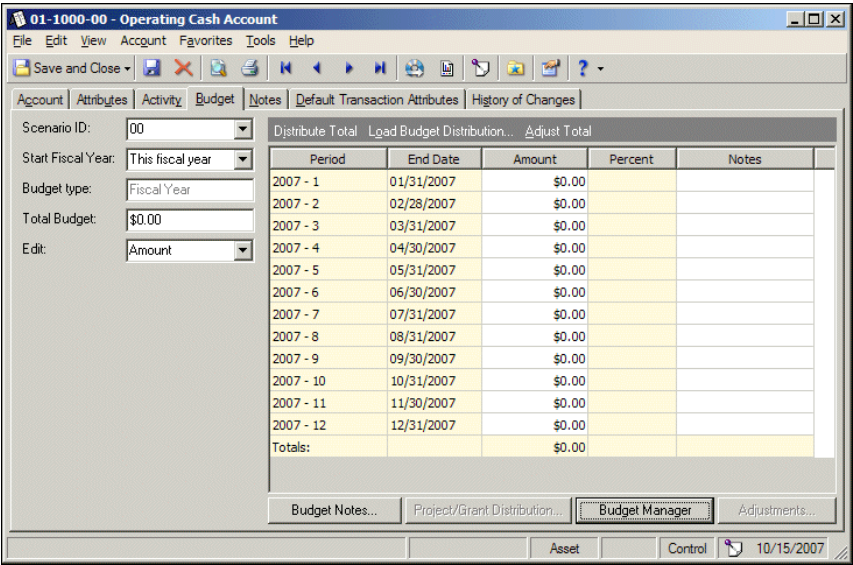 01-1000-00 - Operating Cash Account
File Edit View Account Favorites Tools Help
Save and Close
Account Attributes Activity Budget Notes Default Transaction Attributes History of Changes
Scenario ID: 00
Start Fiscal Year: This fiscal year
Budget type: Fiscal Year
Total Budget: $0.00
Edit: Amount
Distribute Total Load Budget Distribution... Adjust Total
Period End Date Amount Percent Notes
2007 - 1 01/31/2007 $0.00
2007 - 2 02/28/2007 $0.00
2007 - 3 03/31/2007 $0.00
2007 - 4 04/30/2007 $0.00
2007 - 5 05/31/2007 $0.00
2007 - 6 06/30/2007 $0.00
2007 - 7 07/31/2007 $0.00
2007 - 8 08/31/2007 $0.00
2007 - 9 09/30/2007 $0.00
2007 - 10 10/31/2007 $0.00
2007 - 11 11/30/2007 $0.00
2007 - 12 12/31/2007 $0.00
Totals: $0.00
Budget Notes... Project/Grant Distribution... Budget Manager Adjustments...
Asset Control 10/15/2007